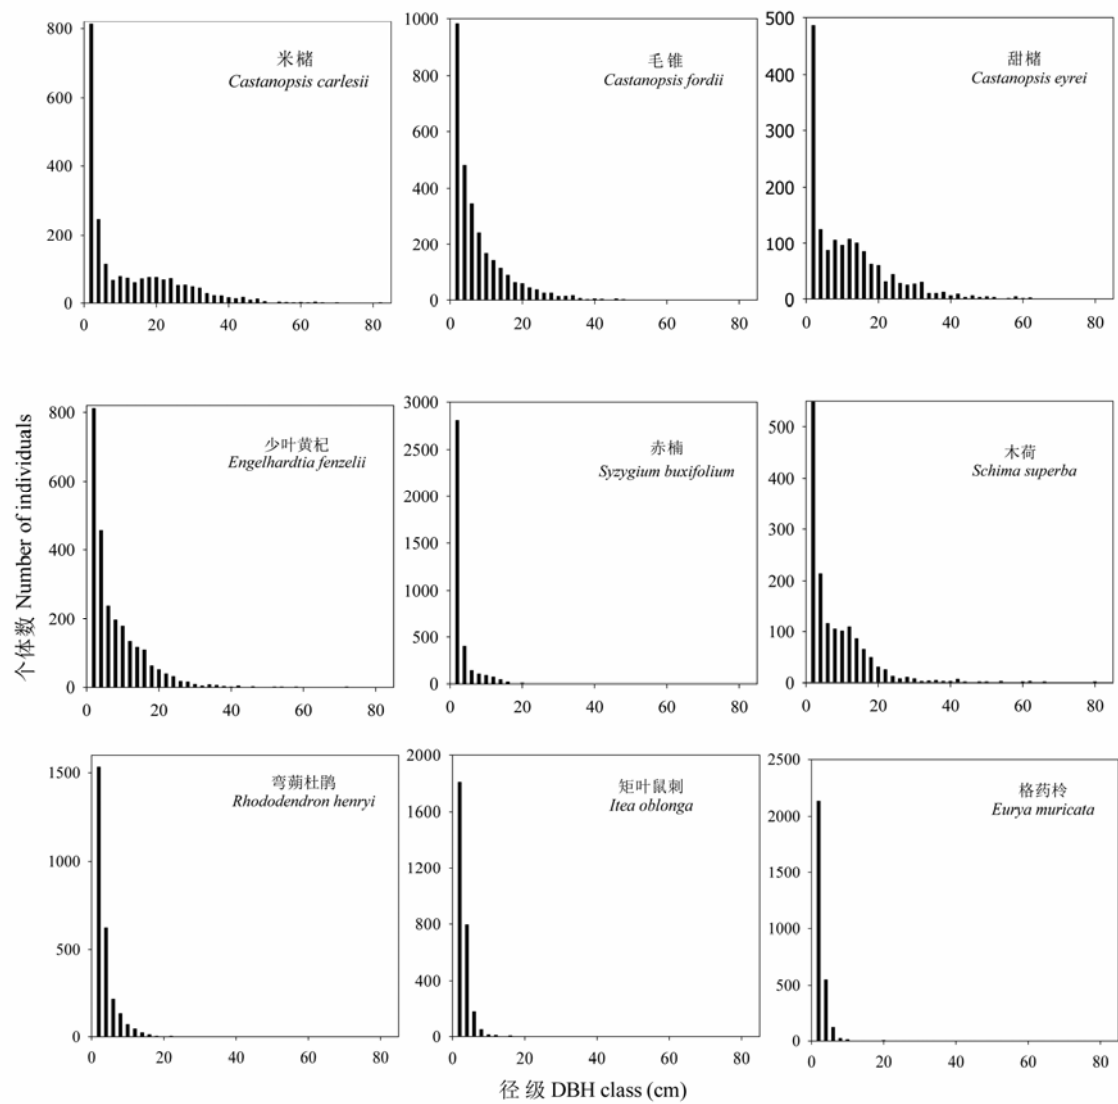 米槠
Castanopsis carlesii
800
600
400
200
0
0 20 40 60 80
毛锥
Castanopsis fordii
1000
800
600
400
200
0
0 20 40 60 80
甜槠
Castanopsis eyrei
500
400
300
200
100
0
0 20 40 60 80
个体数 Number of individuals
少叶黄杞
Engelhardtia fenzelii
800
600
400
200
0
0 20 40 60 80
赤楠
Syzygium buxifolium
3000
2500
2000
1500
1000
500
0
0 20 40 60 80
木荷
Schima superba
500
400
300
200
100
0
0 20 40 60 80
弯蒴杜鹃
Rhododendron henryi
1500
1000
500
0
0 20 40 60 80
矩叶鼠刺
Itea oblonga
2000
1600
1200
800
400
0
0 20 40 60 80
格药柃
Eurya muricata
2500
2000
1500
1000
500
0
0 20 40 60 80
径级 DBH class (cm)